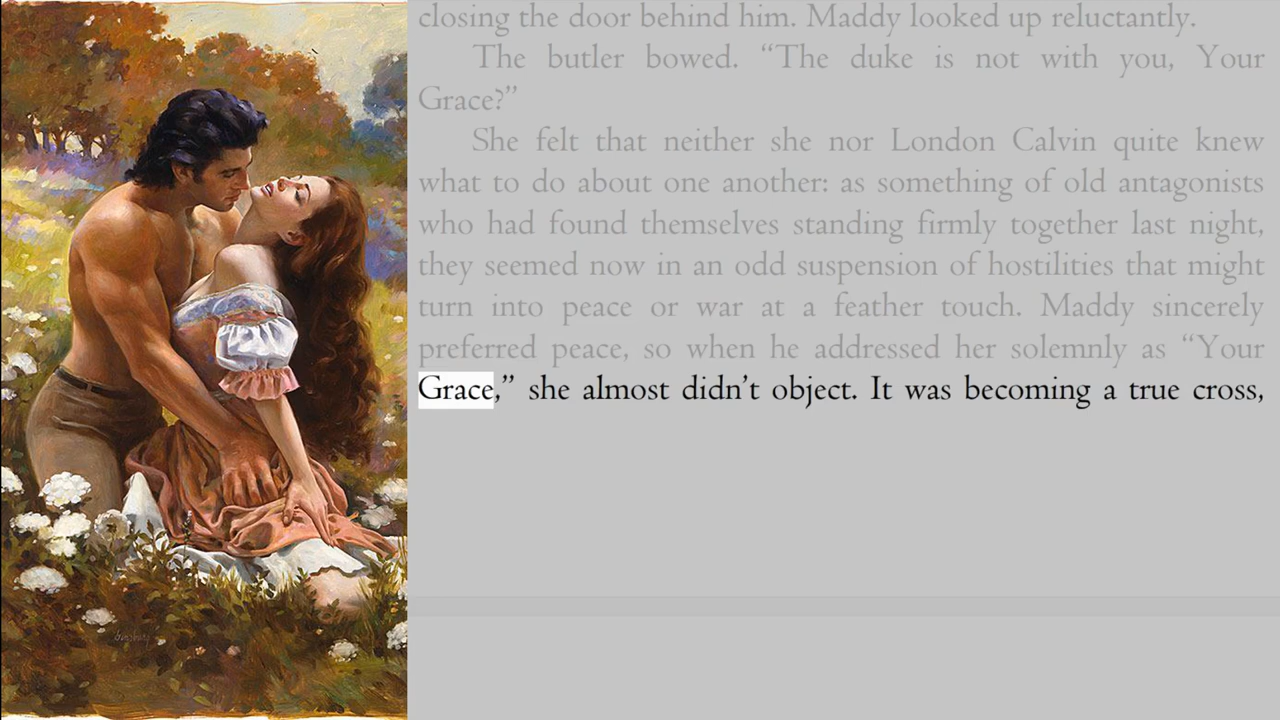 closing the door behind him. Maddy looked up reluctantly.
The butler bowed. “The duke is not with you, Your
Grace?”
She felt that neither she nor London Calvin quite knew
what to do about one another: as something of old antagonists
who had found themselves standing firmly together last night,
they seemed now in an odd suspension of hostilities that might
turn into peace or war at a feather touch. Maddy sincerely
preferred peace, so when he addressed her solemnly as “Your
Grace,” she almost didn’t object. It was becoming a true cross,